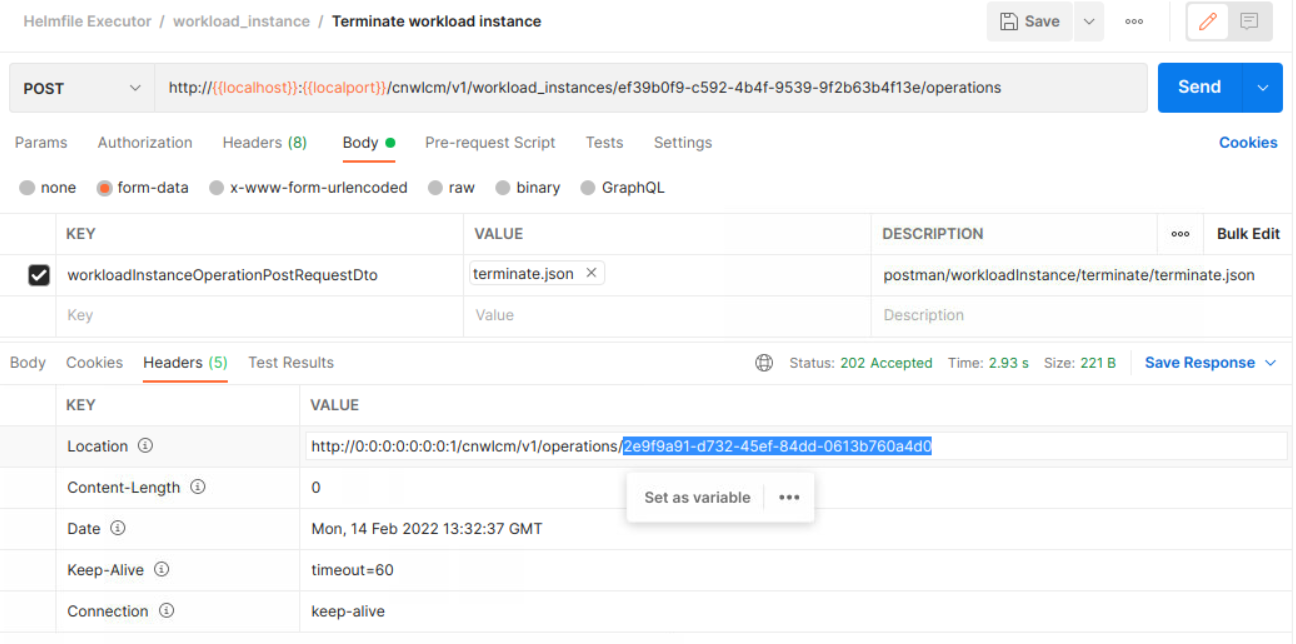 Helmfile Executor / workload_instance / Terminate workload instance Save ooo
POST http://{{localhost}}:{{localport}}/cnwlcm/v1/workload_instances/ef39b0f9-c592-4b4f-9539-9f2b63b4f13e/operations Send
Params Authorization Headers (8) Body Pre-request Script Tests Settings Cookies
none form-data x-www-form-urlencoded raw binary GraphQL
KEY VALUE DESCRIPTION ooo Bulk Edit
workloadInstanceOperationPostRequestDto terminate.json × postman/workloadInstance/terminate/terminate.json
Key Value Description
Body Cookies Headers (5) Test Results Status: 202 Accepted Time: 2.93 s Size: 221 B Save Response
KEY VALUE
Location http://0:0:0:0:0:0:0:1/cnwlcm/v1/operations/2e9f9a91-d732-45ef-84dd-0613b760a4d0
Content-Length 0
Set as variable •••
Date Mon, 14 Feb 2022 13:32:37 GMT
Keep-Alive timeout=60
Connection keep-alive